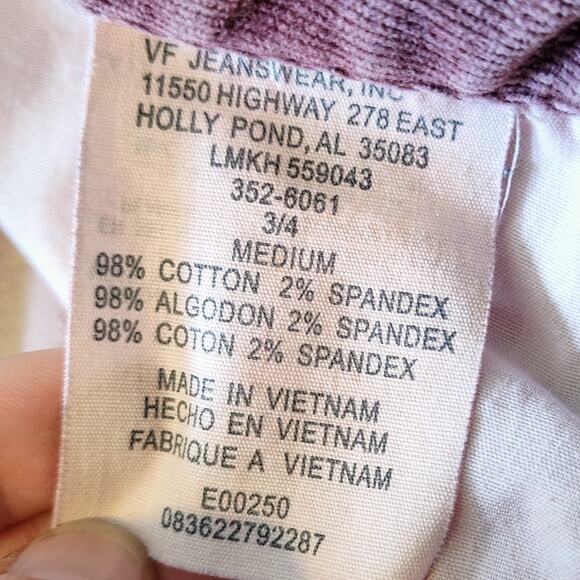 VF JEANSWEAR, INC
11550 HIGHWAY 278 EAST
HOLLY POND, AL 35083
LMKH 559043
352-6061
3/4
MEDIUM
98% COTTON 2% SPANDEX
98% ALGODON 2% SPANDEX
98% COTON 2% SPANDEX
MADE IN VIETNAM
HECHO EN VIETNAM
FABRIQUE A VIETNAM
E00250
083622792287